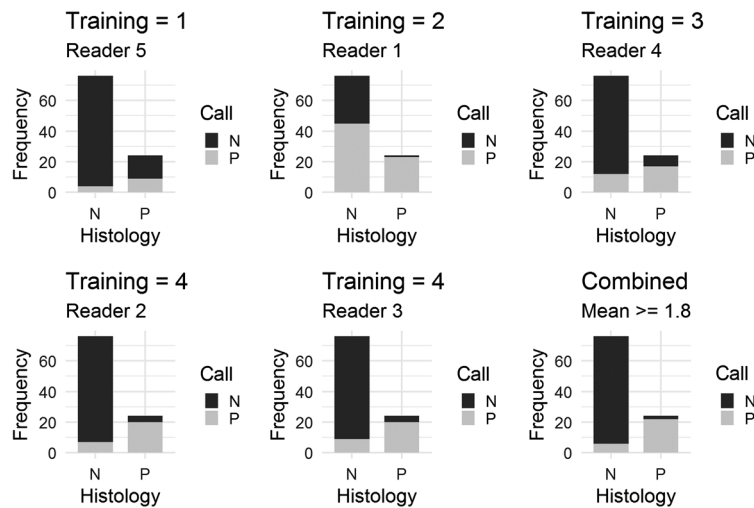 Training = 1
Reader 5
Frequency
60
40
20
0
N
P
Histology
Call
N
P
Training = 2
Reader 1
Frequency
60
40
20
0
N
P
Histology
Call
N
P
Training = 3
Reader 4
Frequency
60
40
20
0
N
P
Histology
Call
N
P
Training = 4
Reader 2
Frequency
60
40
20
0
N
P
Histology
Call
N
P
Training = 4
Reader 3
Frequency
60
40
20
0
N
P
Histology
Call
N
P
Combined
Mean >= 1.8
Frequency
60
40
20
0
N
P
Histology
Call
N
P